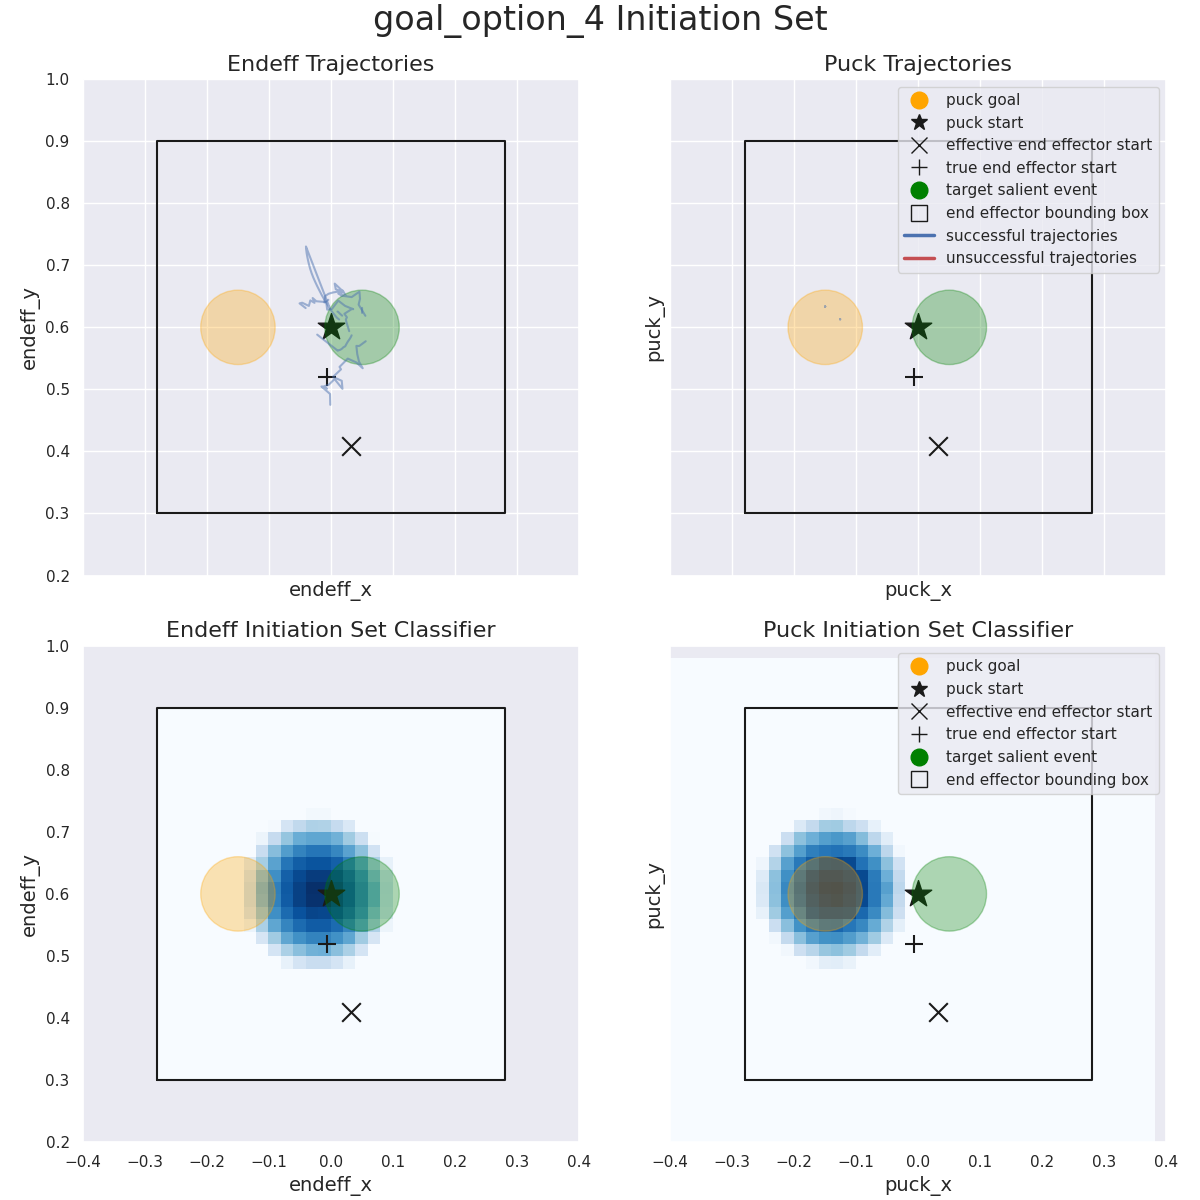 goal_option_4 Initiation Set
Endeff Trajectories
1.0
0.9
0.8
0.7
0.6
0.5
0.4
0.3
0.2
endeff_y
endeff_x
Puck Trajectories
puck goal
puck start
effective end effector start
true end effector start
target salient event
end effector bounding box
successful trajectories
unsuccessful trajectories
puck_y
puck_x
Endeff Initiation Set Classifier
1.0
0.9
0.8
0.7
0.6
0.5
0.4
0.3
0.2
endeff_y
−0.4 −0.3 −0.2 −0.1 0.0 0.1 0.2 0.3 0.4
endeff_x
Puck Initiation Set Classifier
puck goal
puck start
effective end effector start
true end effector start
target salient event
end effector bounding box
puck_y
−0.4 −0.3 −0.2 −0.1 0.0 0.1 0.2 0.3 0.4
puck_x